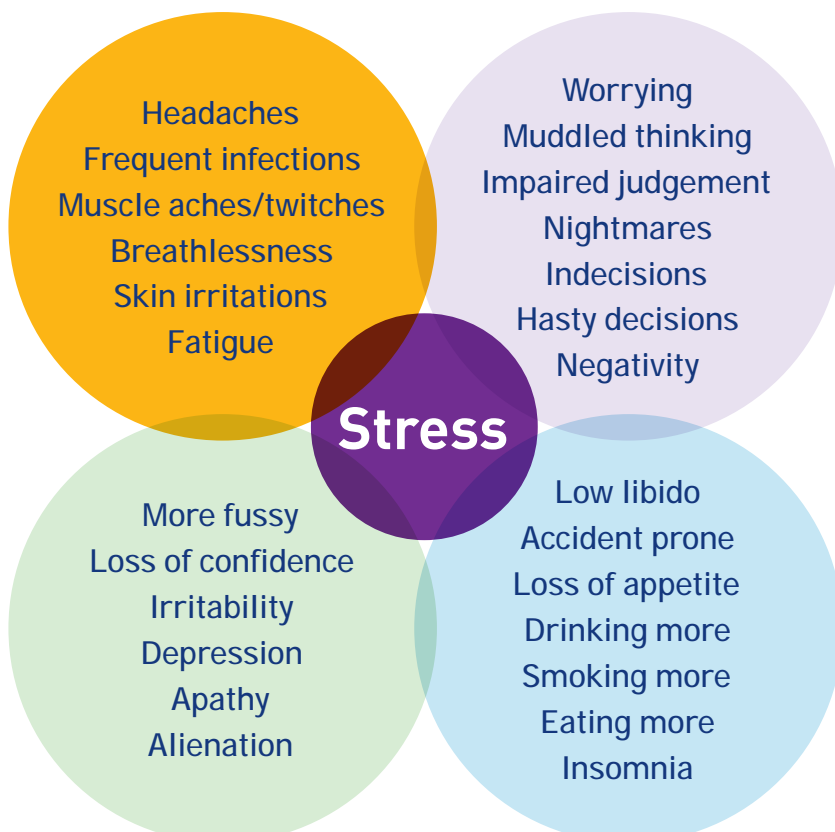 Headaches
Frequent infections
Muscle aches/twitches
Breathlessness
Skin irritations
Fatigue
Worrying
Muddled thinking
Impaired judgement
Nightmares
Indecisions
Hasty decisions
Negativity
Stress
More fussy
Loss of confidence
Irritability
Depression
Apathy
Alienation
Low libido
Accident prone
Loss of appetite
Drinking more
Smoking more
Eating more
Insomnia